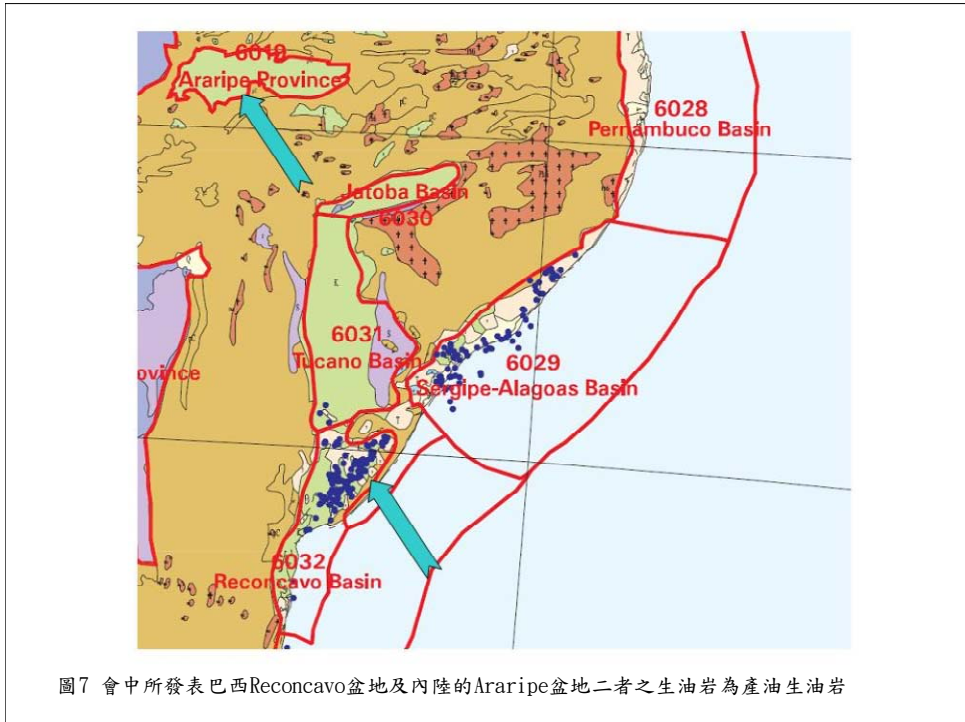 6019
Araripe Province
6028
Pernambuco Basin
Jatoba Basin
6030
6031
Tucano Basin
ovince
6029
Sergipe-Alagoas Basin
6032
Reconcavo Basin
圖7 會中所發表巴西Reconcavo盆地及內陸的Araripe盆地二者之生油岩為產油生油岩